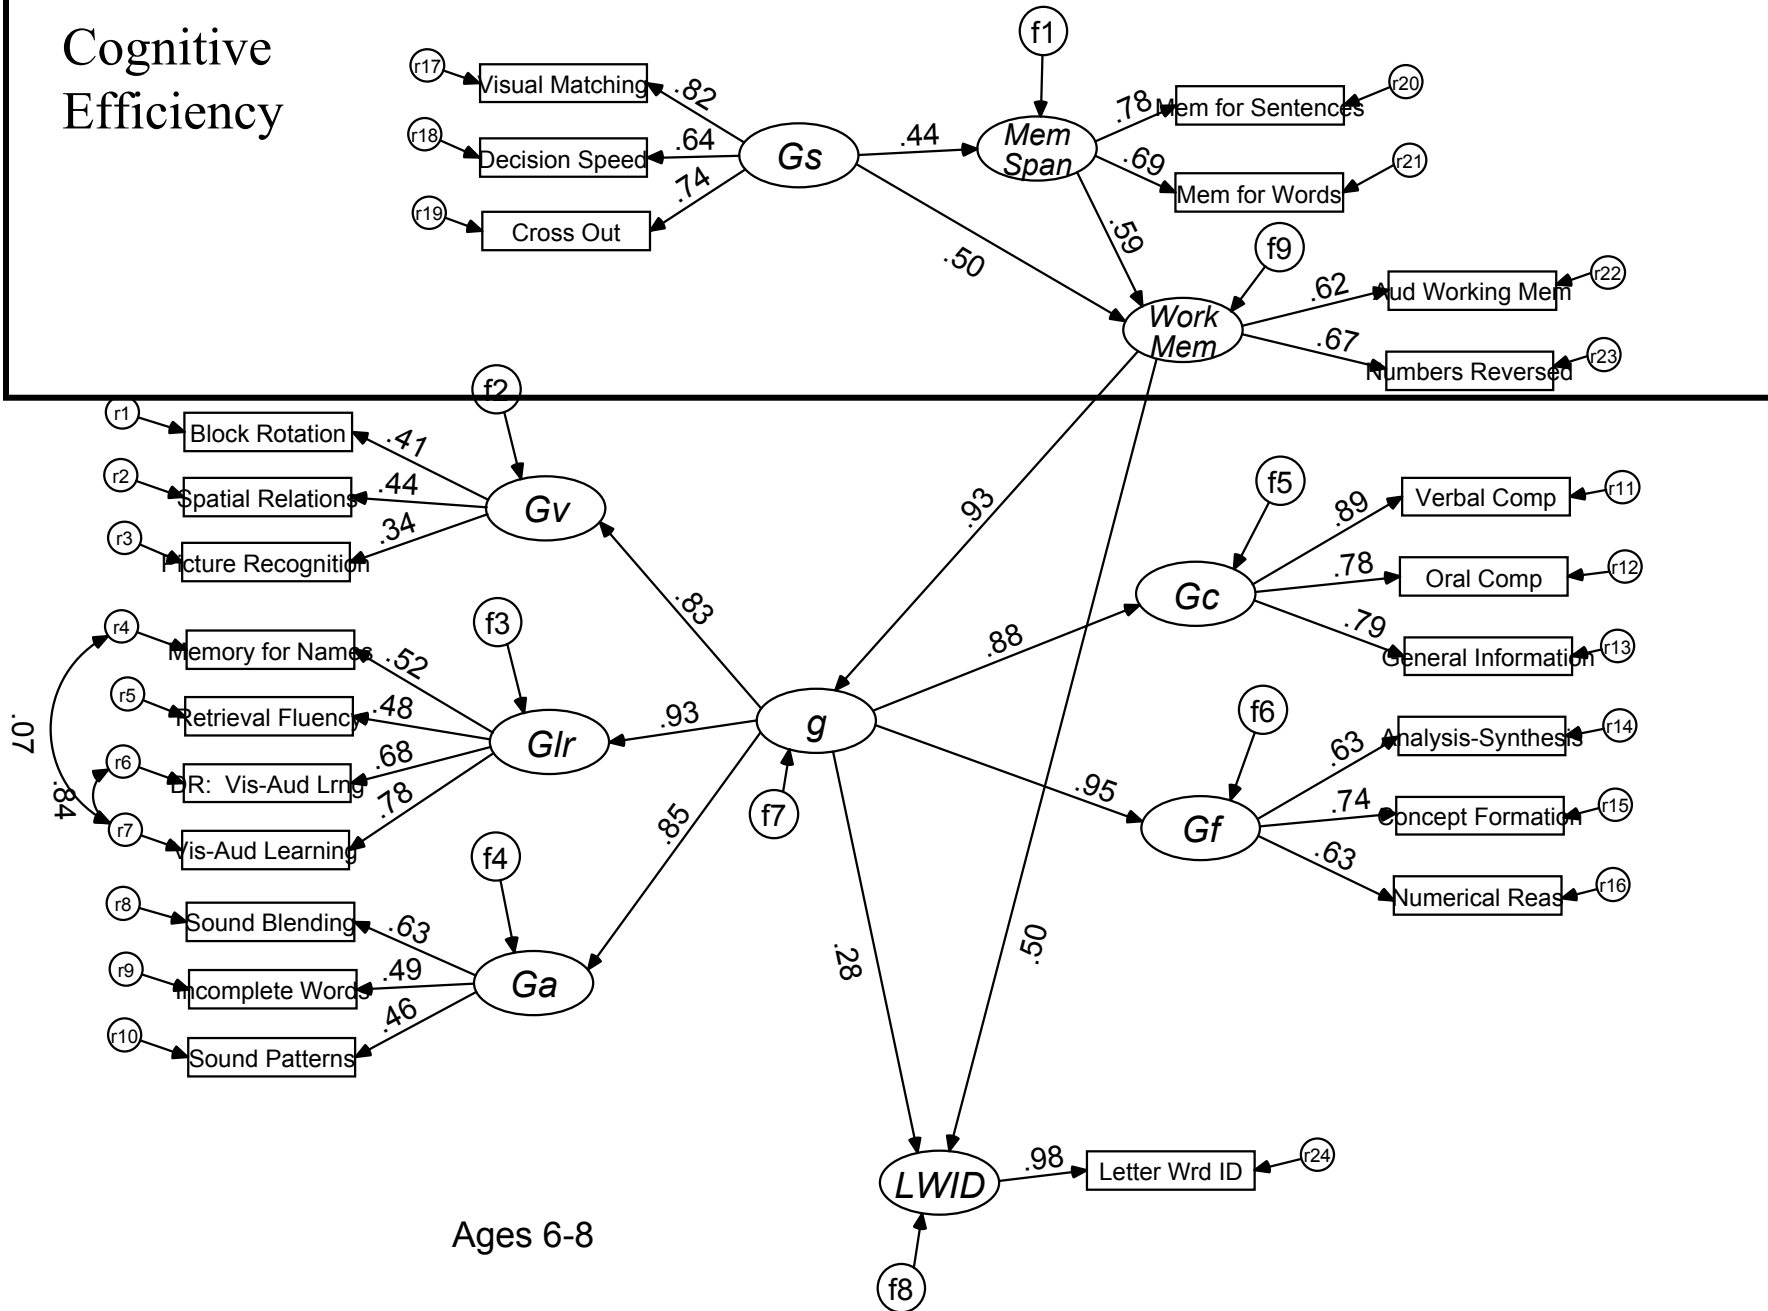 Cognitive
Efficiency
f1
r17
Visual Matching
.82
r18
Decision Speed
.64
r19
Cross Out
.74
Gs
.44
.50
Mem
Span
.78
Mem for Sentences
r20
.69
Mem for Words
r21
.59
f9
Work
Mem
.62
Aud Working Mem
r22
.67
Numbers Reversed
r23
f2
r1
Block Rotation
.41
r2
Spatial Relations
.44
r3
Picture Recognition
.34
Gv
.83
.93
f5
Gc
.88
.89
Verbal Comp
r11
.78
Oral Comp
r12
.79
General Information
r13
f3
r4
Memory for Names
.52
r5
Retrieval Fluency
.48
r6
DR:  Vis-Aud Lrng
.68
r7
Vis-Aud Learning
.78
.07
.84
Glr
.93
g
f7
f6
Gf
.95
.63
Analysis-Synthesis
r14
.74
Concept Formation
r15
.63
Numerical Reas
r16
f4
r8
Sound Blending
.63
r9
Incomplete Words
.49
r10
Sound Patterns
.46
Ga
.85
.28
.50
LWID
.98
Letter Wrd ID
r24
f8
Ages 6-8